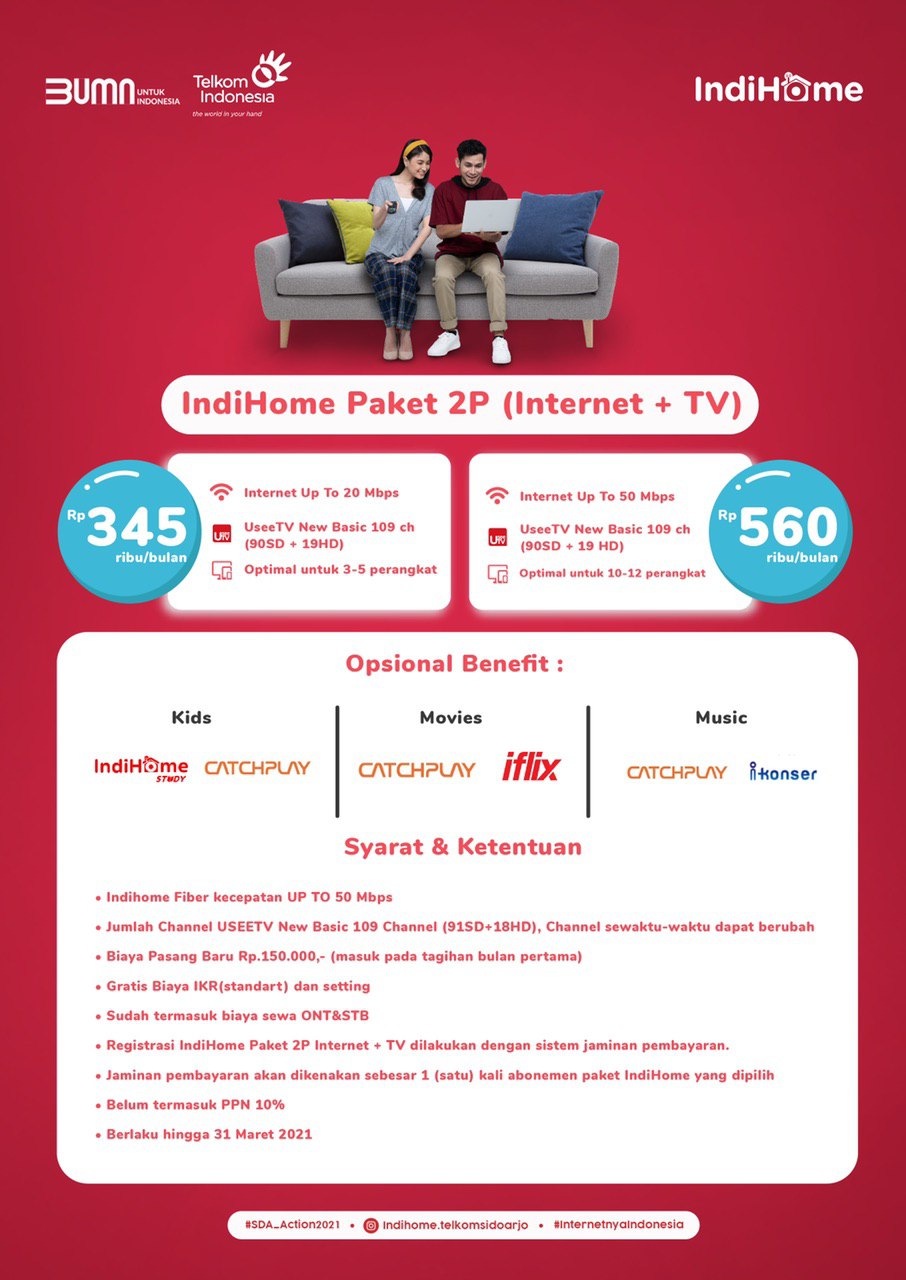 BUMN UNTUK INDONESIA
Telkom Indonesia
the world in your hand
IndiHome
IndiHome Paket 2P (Internet + TV)
Rp 345 ribu/bulan
Internet Up To 20 Mbps
UseeTV New Basic 109 ch
(90SD + 19HD)
Optimal untuk 3-5 perangkat
Internet Up To 50 Mbps
UseeTV New Basic 109 ch
(90SD + 19 HD)
Optimal untuk 10-12 perangkat
Rp 560 ribu/bulan
Opsional Benefit :
Kids
IndiHome STUDY
CATCHPLAY
Movies
CATCHPLAY
iflix
Music
CATCHPLAY
ikonser
Syarat & Ketentuan
• Indihome Fiber kecepatan UP TO 50 Mbps
• Jumlah Channel USEETV New Basic 109 Channel (91SD+18HD), Channel sewaktu-waktu dapat berubah
• Biaya Pasang Baru Rp.150.000,- (masuk pada tagihan bulan pertama)
• Gratis Biaya IKR(standart) dan setting
• Sudah termasuk biaya sewa ONT&STB
• Registrasi IndiHome Paket 2P Internet + TV dilakukan dengan sistem jaminan pembayaran.
• Jaminan pembayaran akan dikenakan sebesar 1 (satu) kali abonemen paket IndiHome yang dipilih
• Belum termasuk PPN 10%
• Berlaku hingga 31 Maret 2021
#SDA_Action2021 • Indihome.telkomsidoarjo • #InternetnyaIndonesia